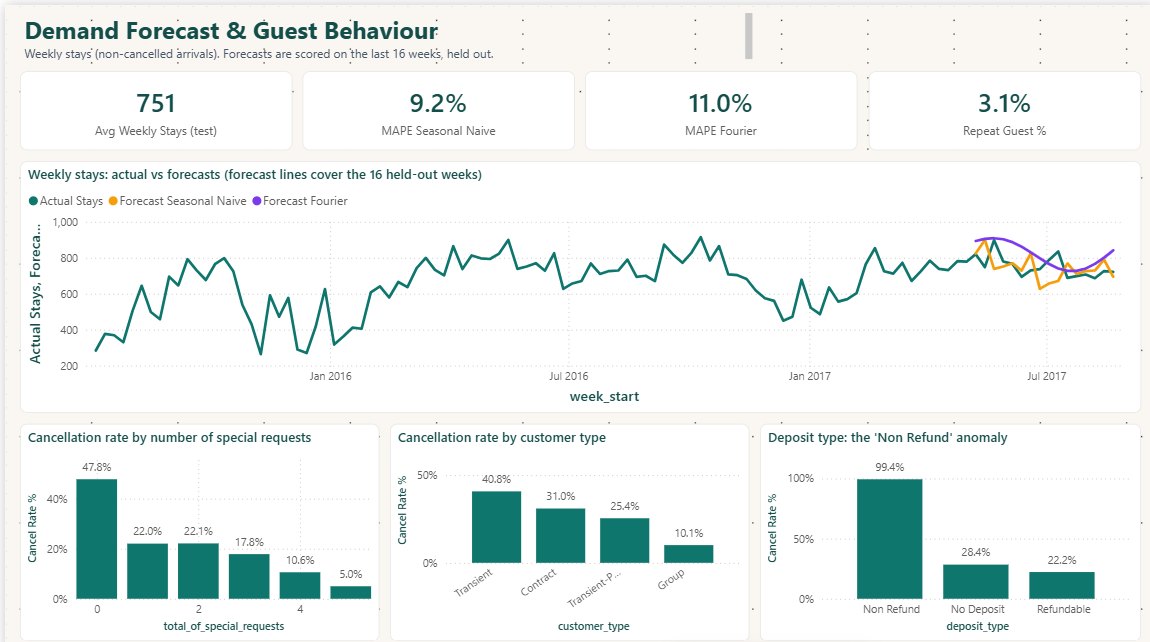 Demand Forecast & Guest Behaviour
Weekly stays (non-cancelled arrivals). Forecasts are scored on the last 16 weeks, held out.
751
Avg Weekly Stays (test)
9.2%
MAPE Seasonal Naive
11.0%
MAPE Fourier
3.1%
Repeat Guest %
Weekly stays: actual vs forecasts (forecast lines cover the 16 held-out weeks)
Actual Stays Forecast Seasonal Naive Forecast Fourier
Actual Stays, Foreca...
1,000
800
600
400
200
Jan 2016 Jul 2016 Jan 2017 Jul 2017
week_start
Cancellation rate by number of special requests
Cancel Rate %
40%
20%
0%
47.8%
22.0%
22.1%
17.8%
10.6%
5.0%
0 2 4
total_of_special_requests
Cancellation rate by customer type
Cancel Rate %
50%
0%
40.8%
31.0%
25.4%
10.1%
Transient
Contract
Transient-P...
Group
customer_type
Deposit type: the 'Non Refund' anomaly
Cancel Rate %
100%
50%
0%
99.4%
28.4%
22.2%
Non Refund No Deposit Refundable
deposit_type